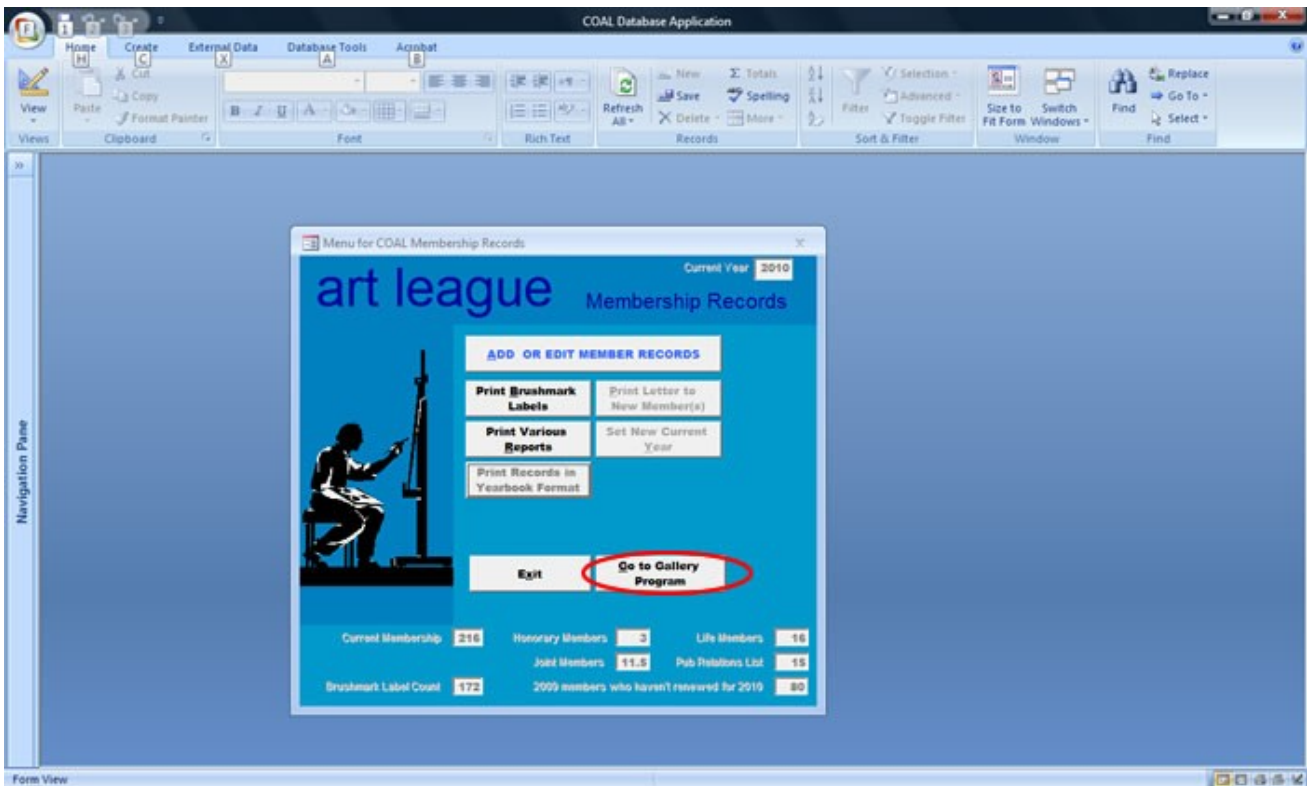 COAL Database Application
F 1 2 3
Home Create External Data Database Tools Acrobat
H C X A B
View
Paste
Cut
Copy
Format Painter
B I U A
Refresh All
New
Save
Delete
Σ Totals
Spelling
More
Filter
Selection
Advanced
Toggle Filter
Size to Fit Form
Switch Windows
Find
Replace
Go To
Select
Views Clipboard Font Rich Text Records Sort & Filter Window Find
Navigation Pane
Menu for COAL Membership Records
Current Year 2010
art league Membership Records
ADD OR EDIT MEMBER RECORDS
Print Brushmark
Labels
Print Letter to
New Member(s)
Print Various
Reports
Set New Current
Year
Print Records in
Yearbook Format
Exit
Go to Gallery
Program
Current Membership 216 Honorary Members 3 Life Members 16
Joint Members 11.5 Pub Relations List 15
Brushmark Label Count 172 2009 members who haven't renewed for 2010 80
Form View